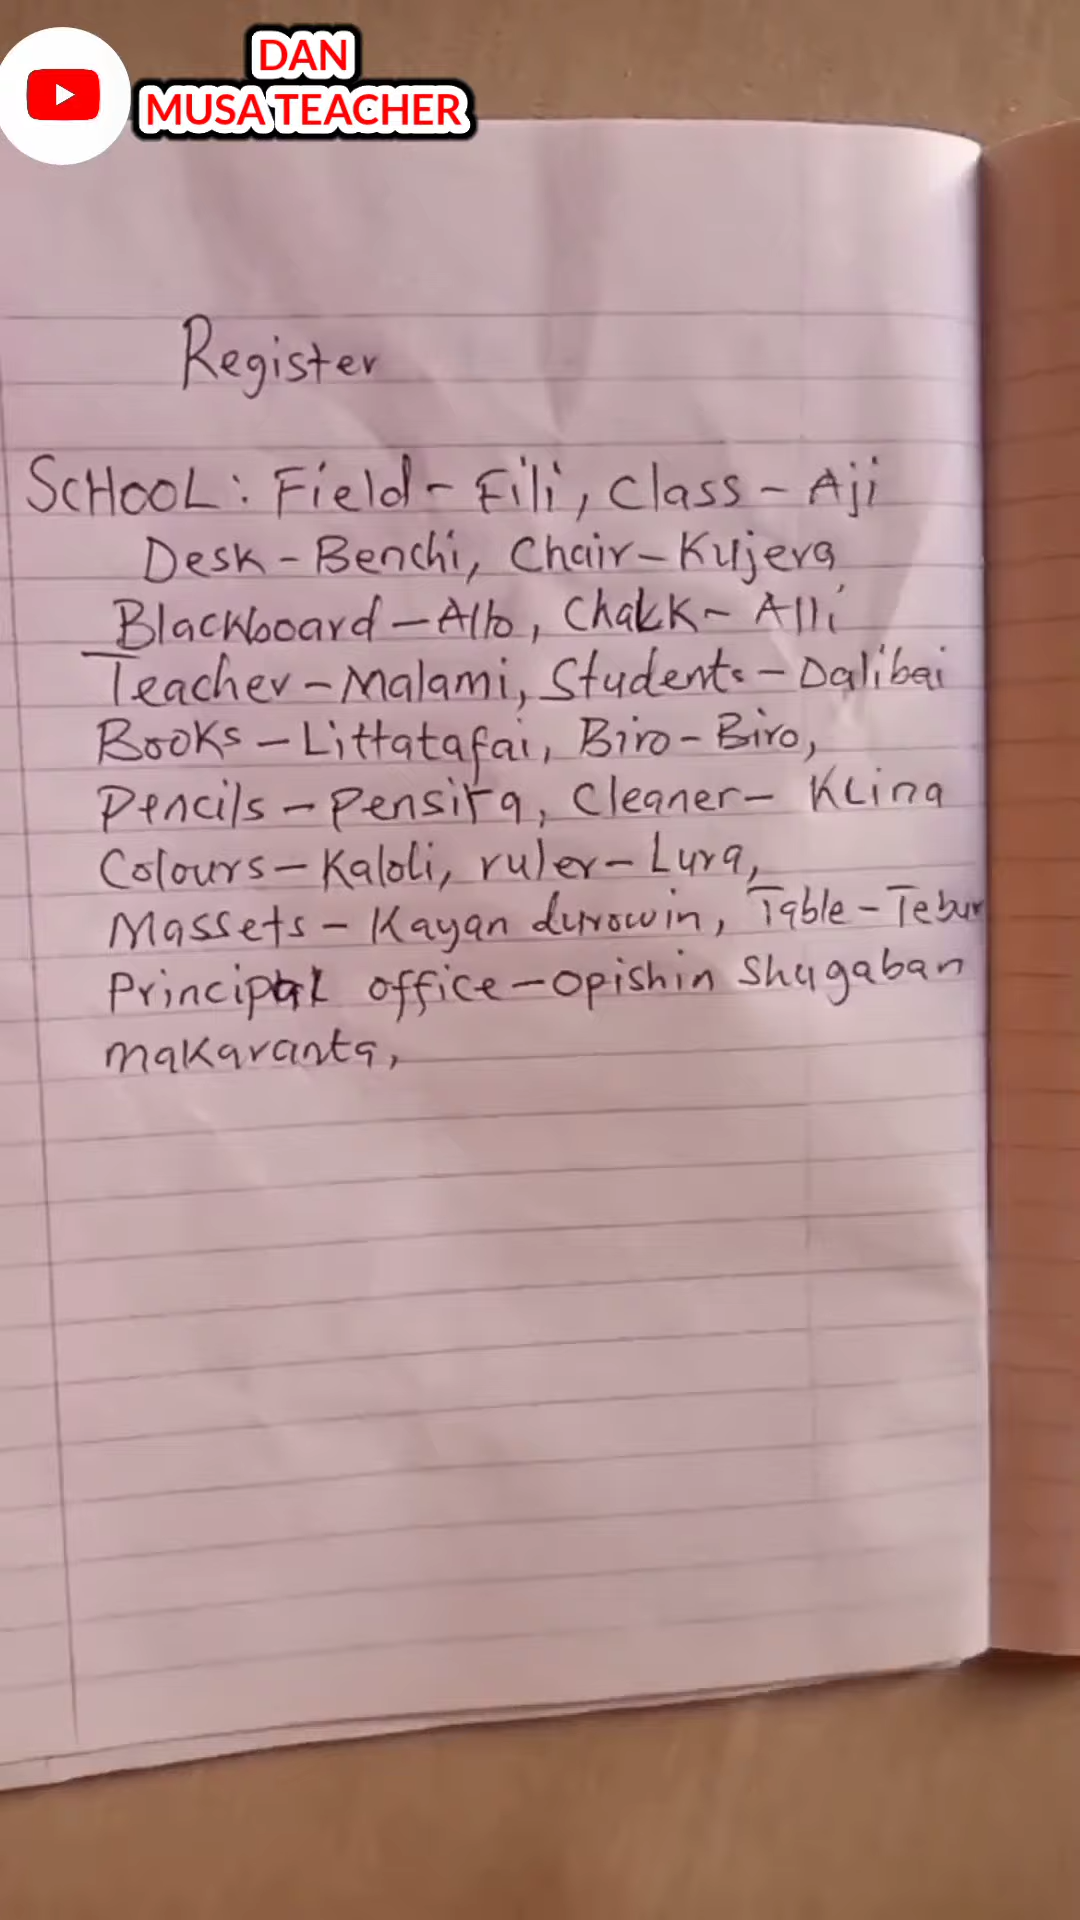 DAN
MUSA TEACHER
Register
SCHOOL: Field - Fili, Class - Aji
Desk - Benchi, Chair - Kujera
Blackboard - Allo, Chalk - Alli
Teacher - Malami, Students - Dalibai
Books - Littatafai, Biro - Biro,
Pencils - Pensira, Cleaner - Klina
Colours - Kaloli, ruler - Lura,
Massets - Kayan durowin, Table - Tebur
Principal office - Opishin Shugaban
makaranta,